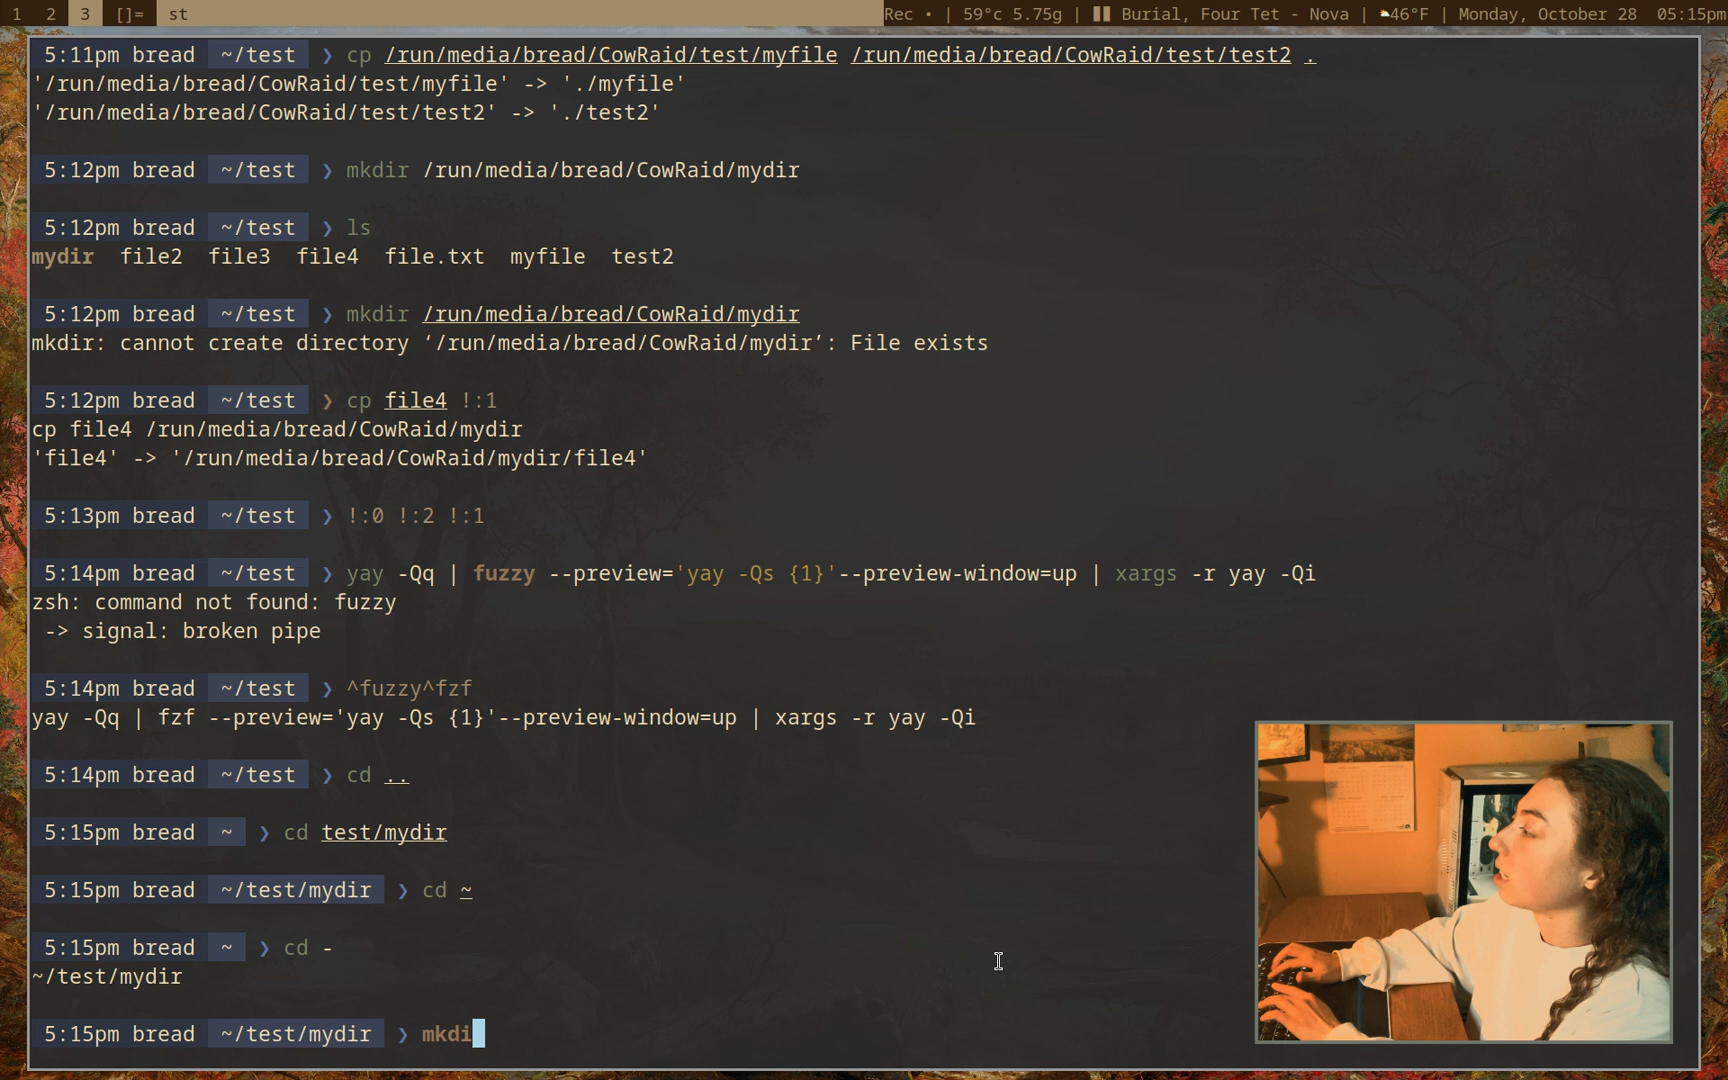 1 2 3 []= st Rec • | 59°c 5.75g | Burial, Four Tet - Nova | 46°F | Monday, October 28 05:15pm
5:11pm bread ~/test ❯ cp /run/media/bread/CowRaid/test/myfile /run/media/bread/CowRaid/test/test2 .
'/run/media/bread/CowRaid/test/myfile' -> './myfile'
'/run/media/bread/CowRaid/test/test2' -> './test2'
5:12pm bread ~/test ❯ mkdir /run/media/bread/CowRaid/mydir
5:12pm bread ~/test ❯ ls
mydir file2 file3 file4 file.txt myfile test2
5:12pm bread ~/test ❯ mkdir /run/media/bread/CowRaid/mydir
mkdir: cannot create directory ‘/run/media/bread/CowRaid/mydir’: File exists
5:12pm bread ~/test ❯ cp file4 !:1
cp file4 /run/media/bread/CowRaid/mydir
'file4' -> '/run/media/bread/CowRaid/mydir/file4'
5:13pm bread ~/test ❯ !:0 !:2 !:1
5:14pm bread ~/test ❯ yay -Qq | fuzzy --preview='yay -Qs {1}'--preview-window=up | xargs -r yay -Qi
zsh: command not found: fuzzy
-> signal: broken pipe
5:14pm bread ~/test ❯ ^fuzzy^fzf
yay -Qq | fzf --preview='yay -Qs {1}'--preview-window=up | xargs -r yay -Qi
5:14pm bread ~/test ❯ cd ..
5:15pm bread ~ ❯ cd test/mydir
5:15pm bread ~/test/mydir ❯ cd ~
5:15pm bread ~ ❯ cd -
~/test/mydir
5:15pm bread ~/test/mydir ❯ mkdi